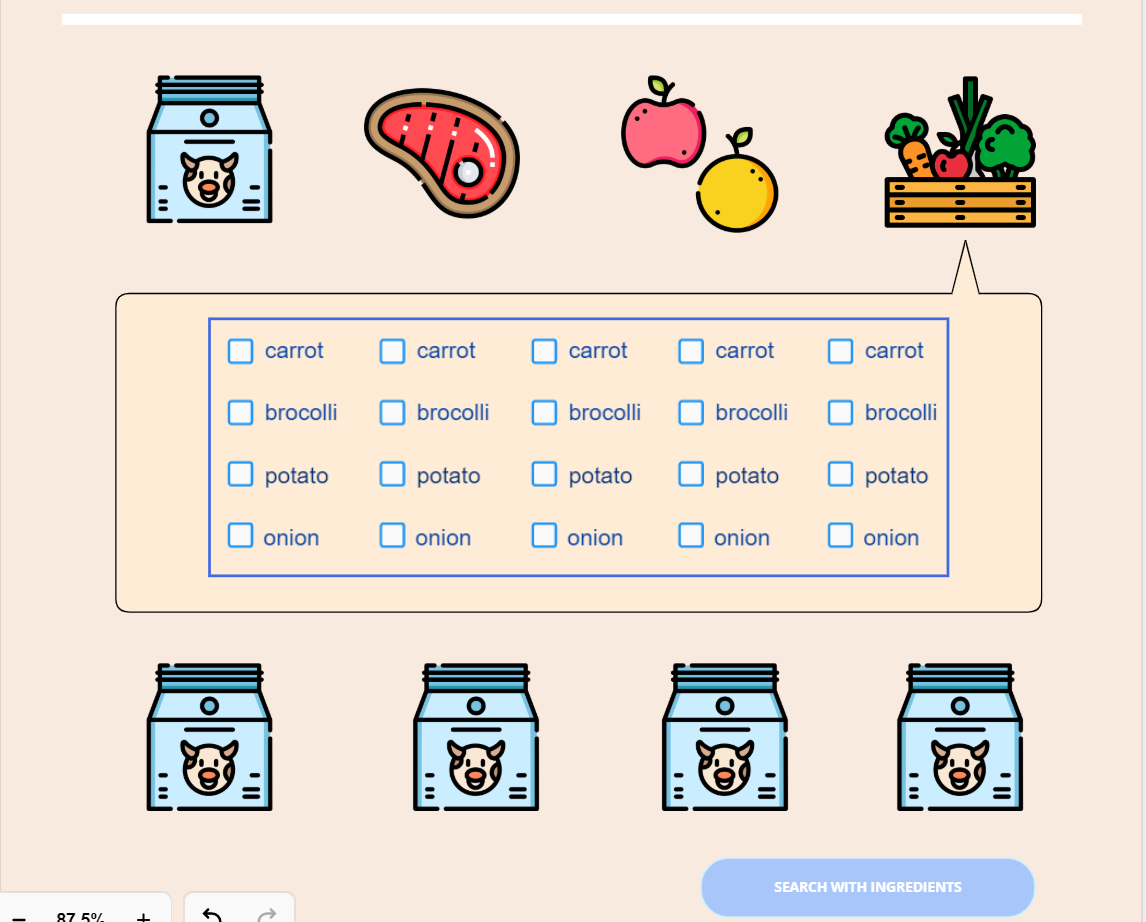 carrot carrot carrot carrot carrot
brocolli brocolli brocolli brocolli brocolli
potato potato potato potato potato
onion onion onion onion onion
SEARCH WITH INGREDIENTS
− 87.5% +